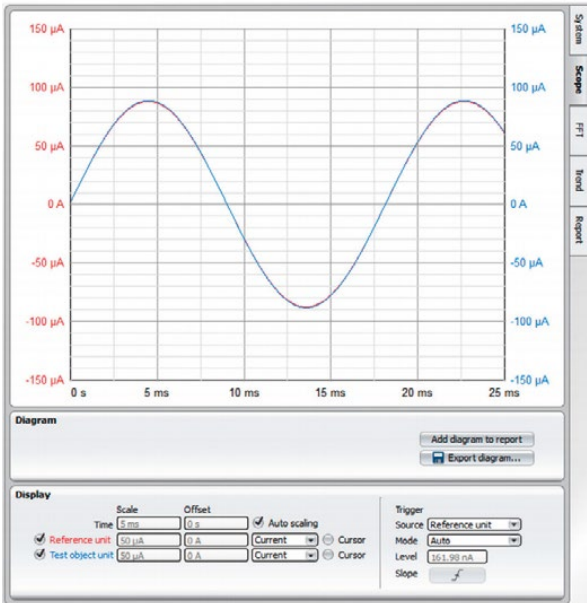 150 µA 150 µA
100 µA 100 µA
50 µA 50 µA
0 A 0 A
-50 µA -50 µA
-100 µA -100 µA
-150 µA -150 µA
0 s 5 ms 10 ms 15 ms 20 ms 25 ms
System
Scope
FFT
Trend
Report
Diagram
Add diagram to report
Export diagram...
Display
Scale Offset
Time 5 ms 0 s Auto scaling
Reference unit 50 µA 0 A Current Cursor
Test object unit 50 µA 0 A Current Cursor
Trigger
Source Reference unit
Mode Auto
Level 161.98 nA
Slope